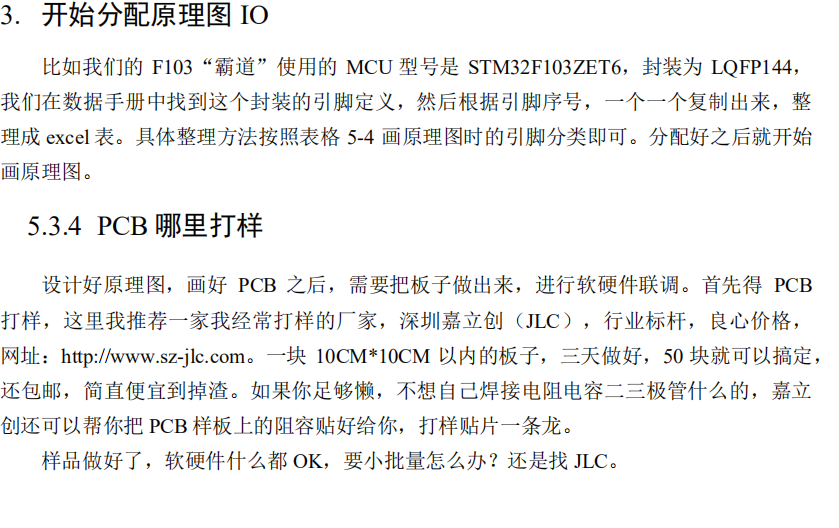 3. 开始分配原理图 IO
比如我们的 F103“霸道”使用的 MCU 型号是 STM32F103ZET6，封装为 LQFP144，
我们在数据手册中找到这个封装的引脚定义，然后根据引脚序号，一个一个复制出来，整
理成 excel 表。具体整理方法按照表格 5-4 画原理图时的引脚分类即可。分配好之后就开始
画原理图。
5.3.4 PCB 哪里打样
设计好原理图，画好 PCB 之后，需要把板子做出来，进行软硬件联调。首先得 PCB
打样，这里我推荐一家我经常打样的厂家，深圳嘉立创（JLC），行业标杆，良心价格，
网址：http://www.sz-jlc.com。一块 10CM*10CM 以内的板子，三天做好，50 块就可以搞定，
还包邮，简直便宜到掉渣。如果你足够懒，不想自己焊接电阻电容二三极管什么的，嘉立
创还可以帮你把 PCB 样板上的阻容贴好给你，打样贴片一条龙。
样品做好了，软硬件什么都 OK，要小批量怎么办？还是找 JLC。